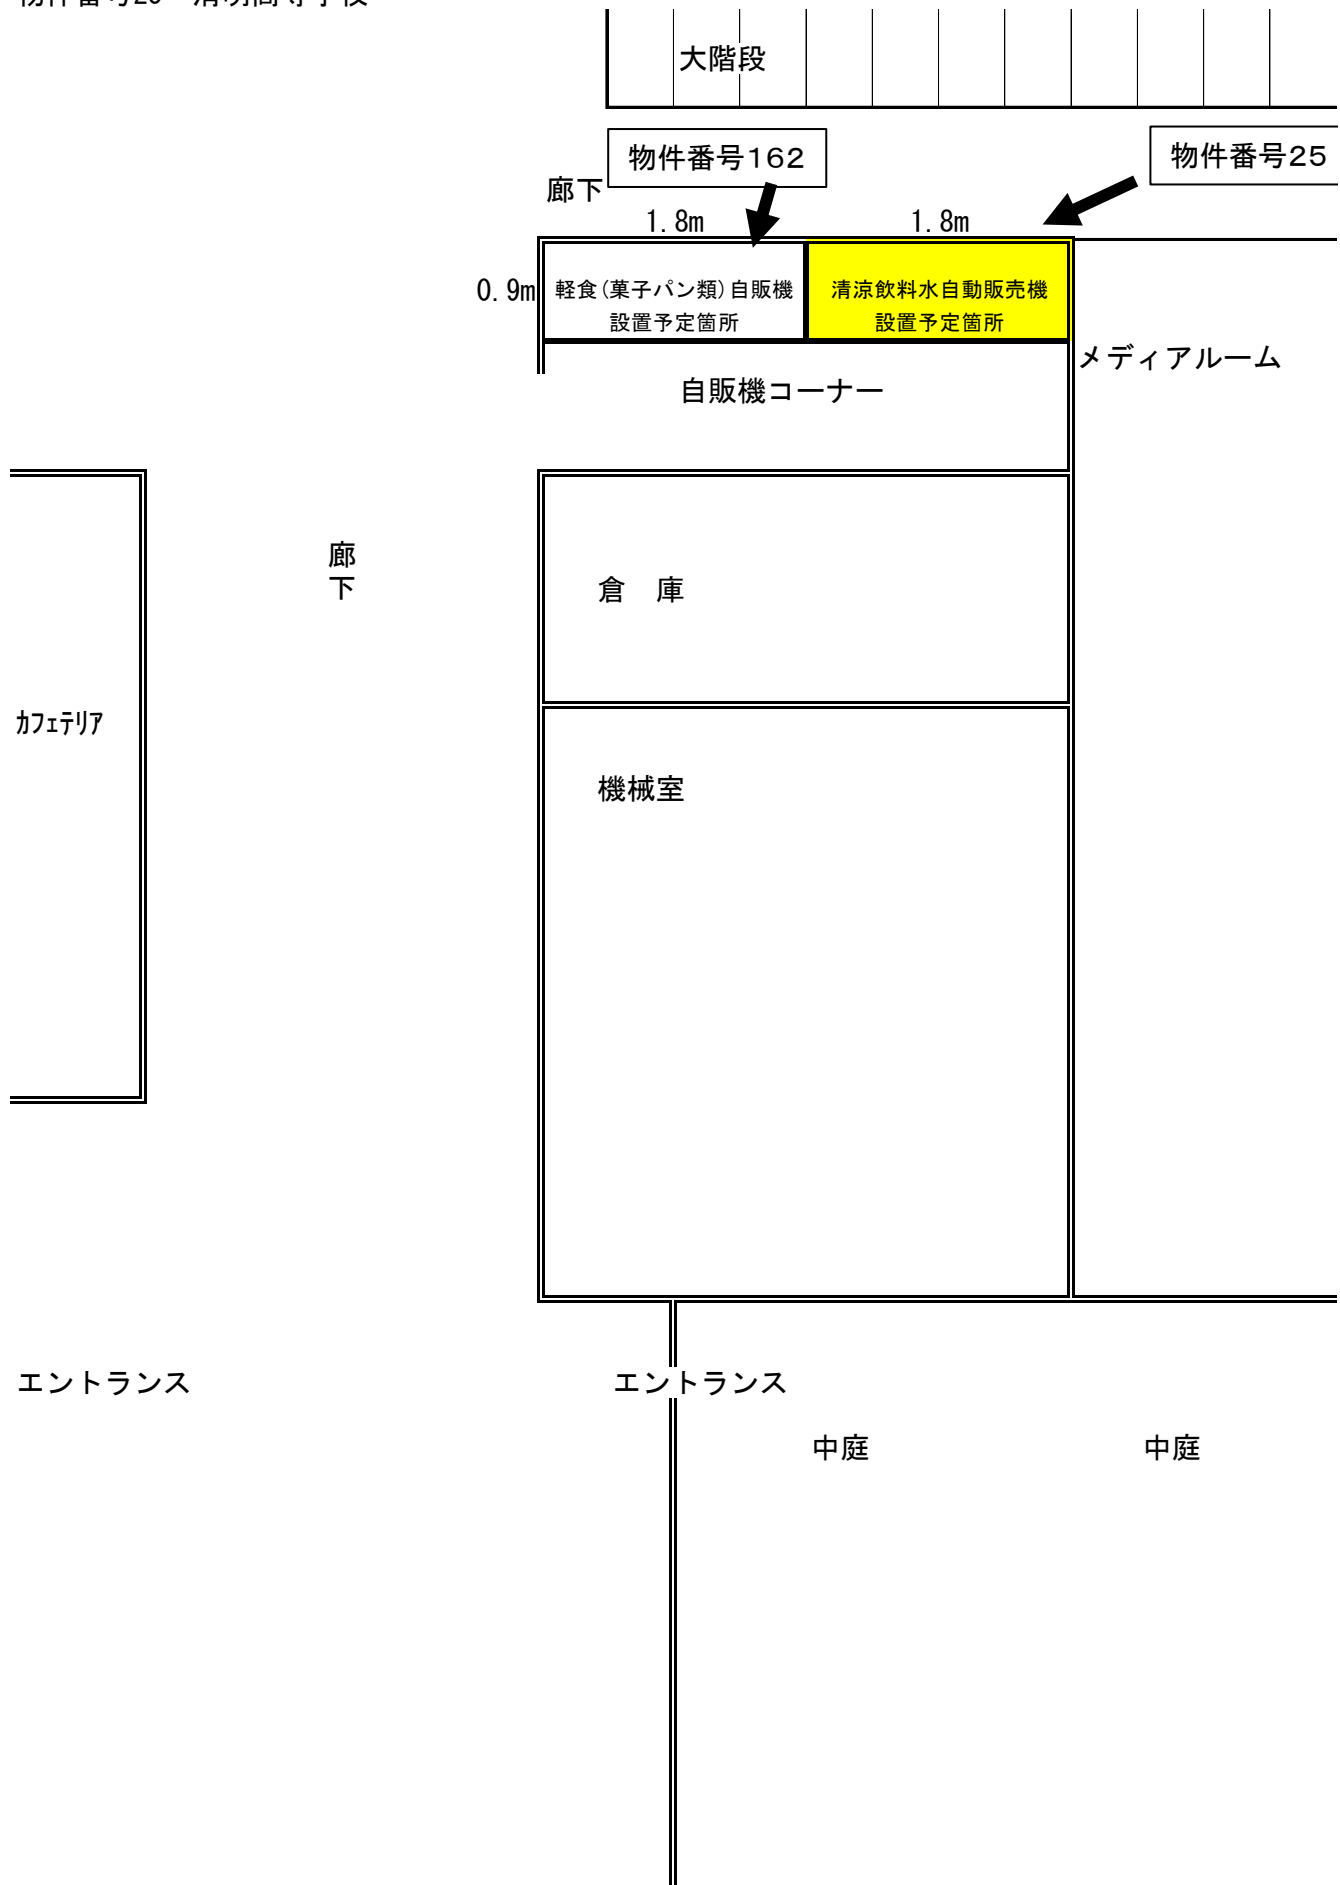 大階段
物件番号162
物件番号25
廊下
1.8m
1.8m
0.9m
軽食(菓子パン類)自販機
設置予定箇所
清涼飲料水自動販売機
設置予定箇所
メディアルーム
自販機コーナー
廊
下
倉　庫
ｶﾌｪﾃﾘｱ
機械室
エントランス
エントランス
中庭
中庭